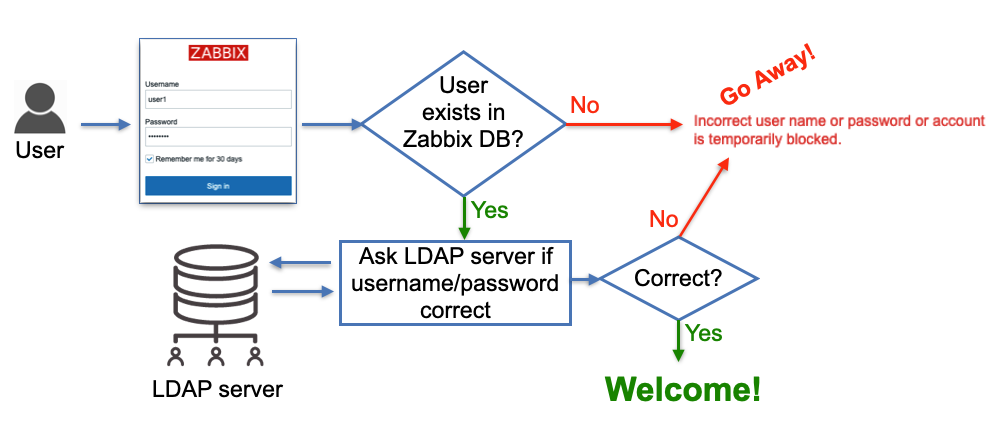 ZABBIX
Username
user1
Password
••••••••
Remember me for 30 days
Sign in
User
User
exists in
Zabbix DB?
No
Go Away!
Incorrect user name or password or account
is temporarily blocked.
Yes
Ask LDAP server if
username/password
correct
No
Correct?
Yes
Welcome!
LDAP server